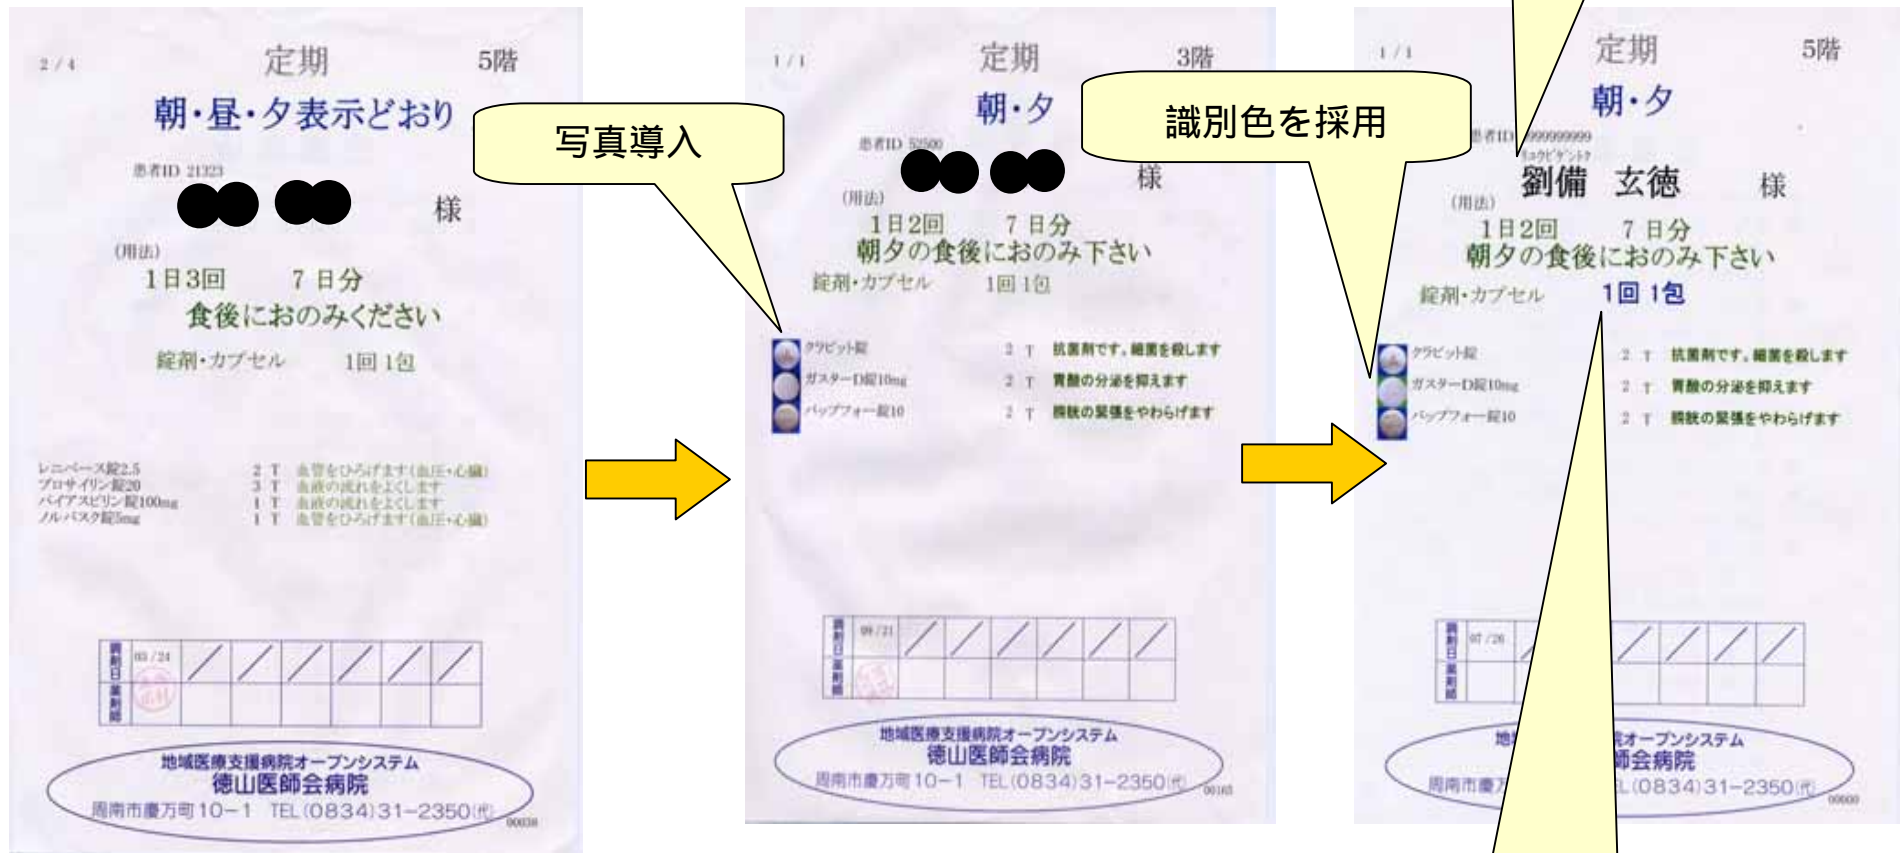 2/4 定期 5階
朝・昼・夕表示どおり
患者ID 21323
様
(用法)
1日3回 7日分
食後におのみください
錠剤・カプセル 1回 1包
レニベース錠2.5 2 T 血管をひろげます(血圧・心臓)
プロサイリン錠20 3 T 血液の流れをよくします
バイアスピリン錠100mg 1 T 血液の流れをよくします
ノルバスク錠5mg 1 T 血管をひろげます(血圧・心臓)
調剤日 03/24
薬剤師
地域医療支援病院オープンシステム
徳山医師会病院
周南市慶万町10-1 TEL(0834)31-2350(代)
00038
写真導入
1/1 定期 3階
朝・夕
患者ID 52500
様
(用法)
1日2回 7日分
朝夕の食後におのみ下さい
錠剤・カプセル 1回 1包
クラビット錠 2 T 抗菌剤です。細菌を殺します
ガスターD錠10mg 2 T 胃酸の分泌を抑えます
バップフォー錠10 2 T 膀胱の緊張をやわらげます
調剤日 09/21
薬剤師
地域医療支援病院オープンシステム
徳山医師会病院
周南市慶万町10-1 TEL(0834)31-2350(代)
00165
識別色を採用
1/1 定期 5階
朝・夕
患者ID 999999999
劉備 玄徳 様
(用法)
1日2回 7日分
朝夕の食後におのみ下さい
錠剤・カプセル 1回 1包
クラビット錠 2 T 抗菌剤です。細菌を殺します
ガスターD錠10mg 2 T 胃酸の分泌を抑えます
バップフォー錠10 2 T 膀胱の緊張をやわらげます
調剤日 07/26
薬剤師
地 オープンシステム
師会病院
周南市慶万 L(0834)31-2350(代)
00000